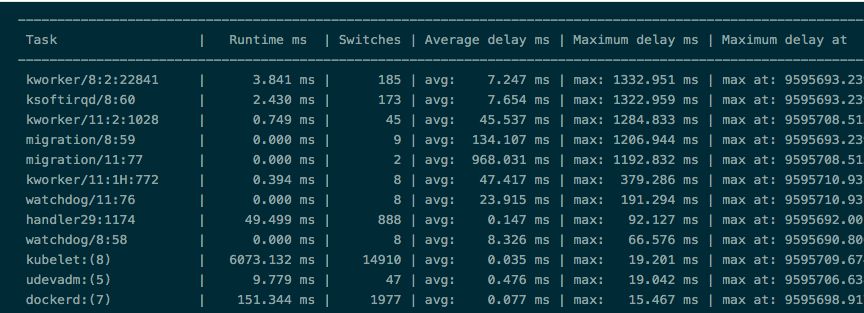 Task | Runtime ms | Switches | Average delay ms | Maximum delay ms | Maximum delay at
kworker/8:2:22841 | 3.841 ms | 185 | avg: 7.247 ms | max: 1332.951 ms | max at: 9595693.23
ksoftirqd/8:60 | 2.430 ms | 173 | avg: 7.654 ms | max: 1322.959 ms | max at: 9595693.23
kworker/11:2:1028 | 0.749 ms | 45 | avg: 45.537 ms | max: 1284.833 ms | max at: 9595708.51
migration/8:59 | 0.000 ms | 9 | avg: 134.107 ms | max: 1206.944 ms | max at: 9595693.23
migration/11:77 | 0.000 ms | 2 | avg: 968.031 ms | max: 1192.832 ms | max at: 9595708.51
kworker/11:1H:772 | 0.394 ms | 8 | avg: 47.417 ms | max: 379.286 ms | max at: 9595710.93
watchdog/11:76 | 0.000 ms | 8 | avg: 23.915 ms | max: 191.294 ms | max at: 9595710.93
handler29:1174 | 49.499 ms | 888 | avg: 0.147 ms | max: 92.127 ms | max at: 9595692.00
watchdog/8:58 | 0.000 ms | 8 | avg: 8.326 ms | max: 66.576 ms | max at: 9595690.80
kubelet:(8) | 6073.132 ms | 14910 | avg: 0.035 ms | max: 19.201 ms | max at: 9595709.67
udevadm:(5) | 9.779 ms | 47 | avg: 0.476 ms | max: 19.042 ms | max at: 9595706.63
dockerd:(7) | 151.344 ms | 1977 | avg: 0.077 ms | max: 15.467 ms | max at: 9595698.91